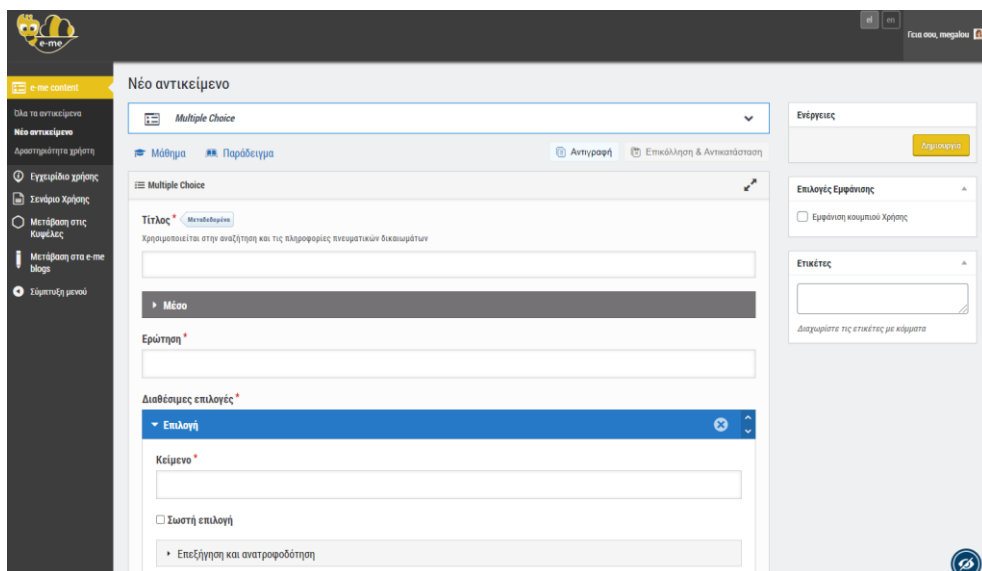 e-me
el en
Γεια σου, megalou
e-me content
Όλα τα αντικείμενα
Νέο αντικείμενο
Δραστηριότητα χρήστη
Εγχειρίδιο χρήσης
Σενάριο Χρήσης
Μετάβαση στις
Κυψέλες
Μετάβαση στα e-me
blogs
Σύμπτυξη μενού
Νέο αντικείμενο
Multiple Choice
Μάθημα Παράδειγμα Αντιγραφή Επικόλληση & Αντικατάσταση
Multiple Choice
Τίτλος * Μεταδεδομένα
Χρησιμοποιείται στην αναζήτηση και τις πληροφορίες πνευματικών δικαιωμάτων
Μέσο
Ερώτηση *
Διαθέσιμες επιλογές *
Επιλογή
Κείμενο *
Σωστή επιλογή
Επεξήγηση και ανατροφοδότηση
Ενέργειες
Δημιουργία
Επιλογές Εμφάνισης
Εμφάνιση κουμπιού Χρήσης
Ετικέτες
Διαχωρίστε τις ετικέτες με κόμματα